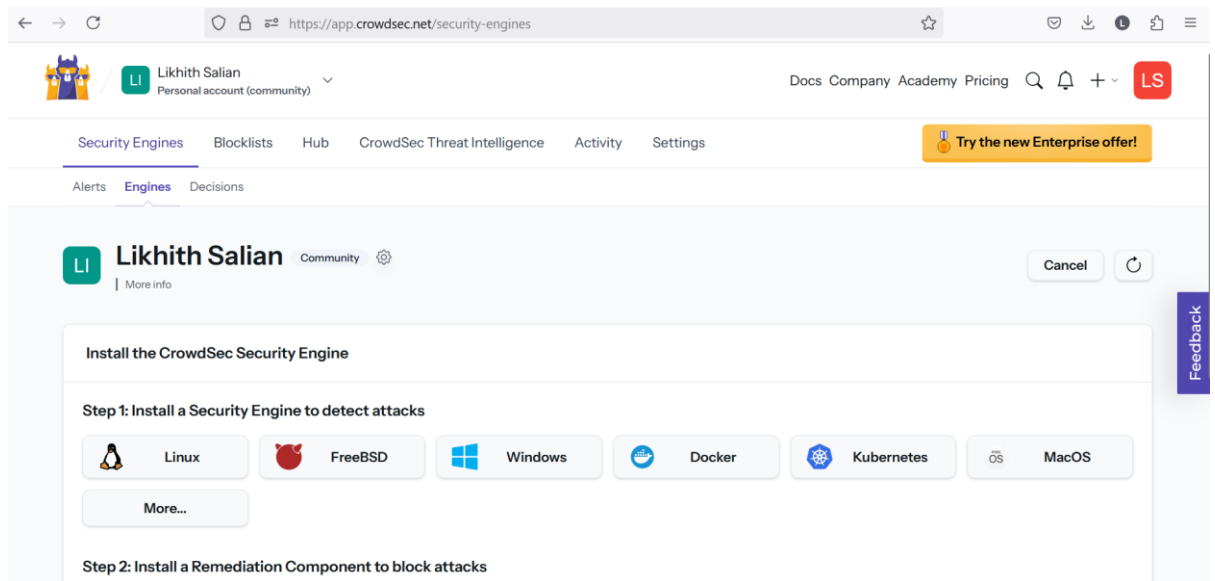 https://app.crowdsec.net/security-engines
L
LI
Likhith Salian
Personal account (community)
Docs Company Academy Pricing
LS
Security Engines Blocklists Hub CrowdSec Threat Intelligence Activity Settings
Try the new Enterprise offer!
Alerts Engines Decisions
LI
Likhith Salian Community
More info
Cancel
Feedback
Install the CrowdSec Security Engine
Step 1: Install a Security Engine to detect attacks
Linux FreeBSD Windows Docker Kubernetes macOS MacOS
More...
Step 2: Install a Remediation Component to block attacks